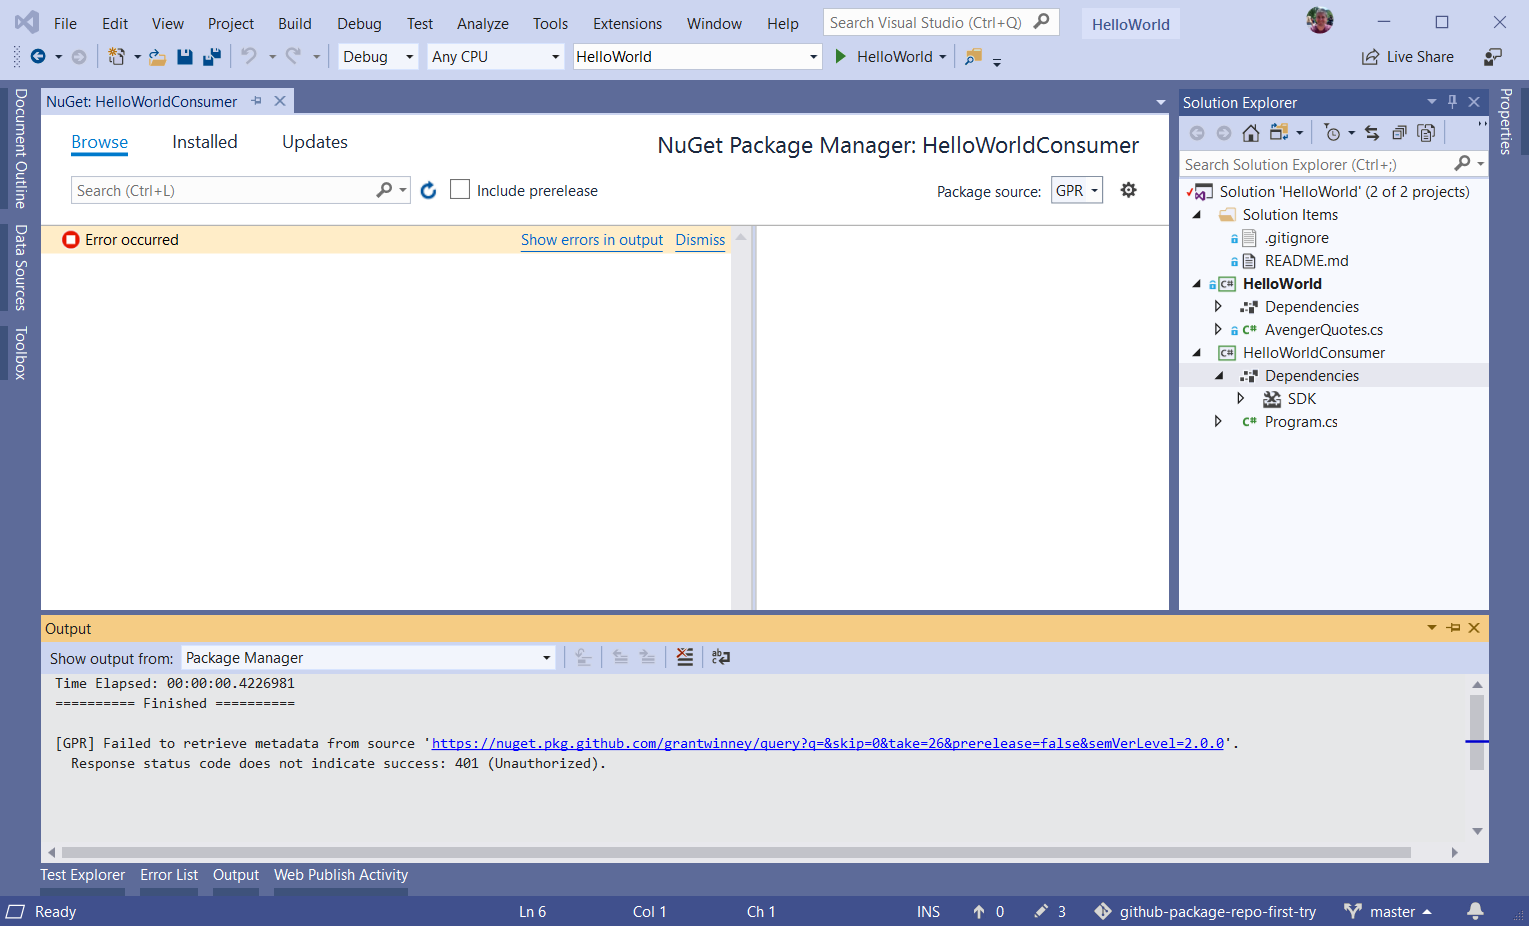 File Edit View Project Build Debug Test Analyze Tools Extensions Window Help Search Visual Studio (Ctrl+Q) HelloWorld
Debug Any CPU HelloWorld HelloWorld Live Share
Document Outline
Data Sources
Toolbox
NuGet: HelloWorldConsumer
Browse Installed Updates NuGet Package Manager: HelloWorldConsumer
Search (Ctrl+L) Include prerelease Package source: GPR
Error occurred Show errors in output Dismiss
Solution Explorer
Search Solution Explorer (Ctrl+;)
Solution 'HelloWorld' (2 of 2 projects)
Solution Items
.gitignore
README.md
C# HelloWorld
Dependencies
C# AvengerQuotes.cs
C# HelloWorldConsumer
Dependencies
SDK
C# Program.cs
Properties
Output
Show output from: Package Manager
Time Elapsed: 00:00:00.4226981
========== Finished ==========
[GPR] Failed to retrieve metadata from source 'https://nuget.pkg.github.com/grantwinney/query?q=&skip=0&take=26&prerelease=false&semVerLevel=2.0.0'.
Response status code does not indicate success: 401 (Unauthorized).
Test Explorer Error List Output Web Publish Activity
Ready Ln 6 Col 1 Ch 1 INS 0 3 github-package-repo-first-try master